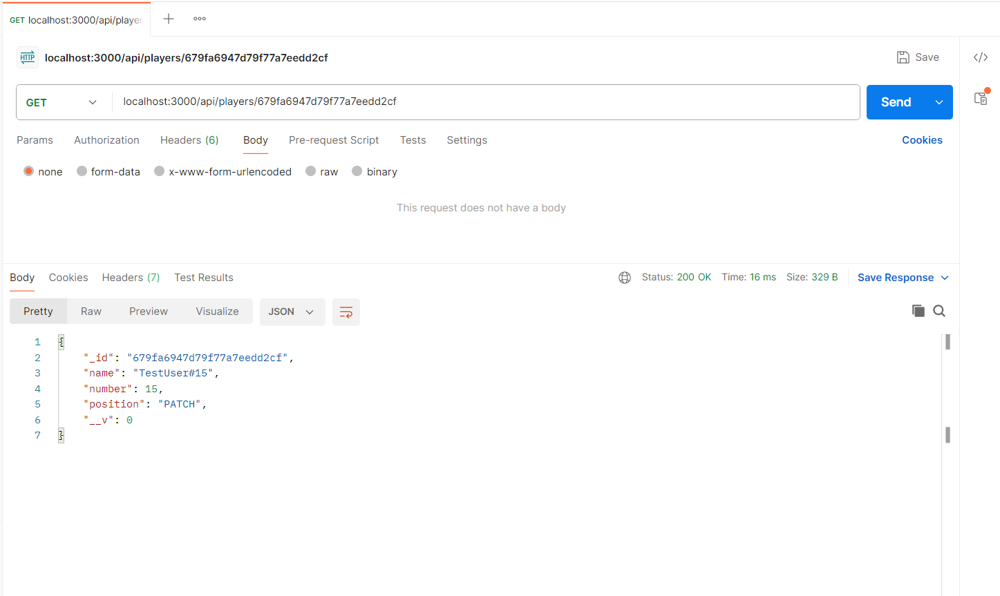 GET localhost:3000/api/player
HTTP localhost:3000/api/players/679fa6947d79f77a7eedd2cf
Save
GET
localhost:3000/api/players/679fa6947d79f77a7eedd2cf
Send
Params Authorization Headers (6) Body Pre-request Script Tests Settings Cookies
none form-data x-www-form-urlencoded raw binary
This request does not have a body
Body Cookies Headers (7) Test Results Status: 200 OK Time: 16 ms Size: 329 B Save Response
Pretty Raw Preview Visualize JSON
1 {
2 "_id": "679fa6947d79f77a7eedd2cf",
3 "name": "TestUser#15",
4 "number": 15,
5 "position": "PATCH",
6 "__v": 0
7 }